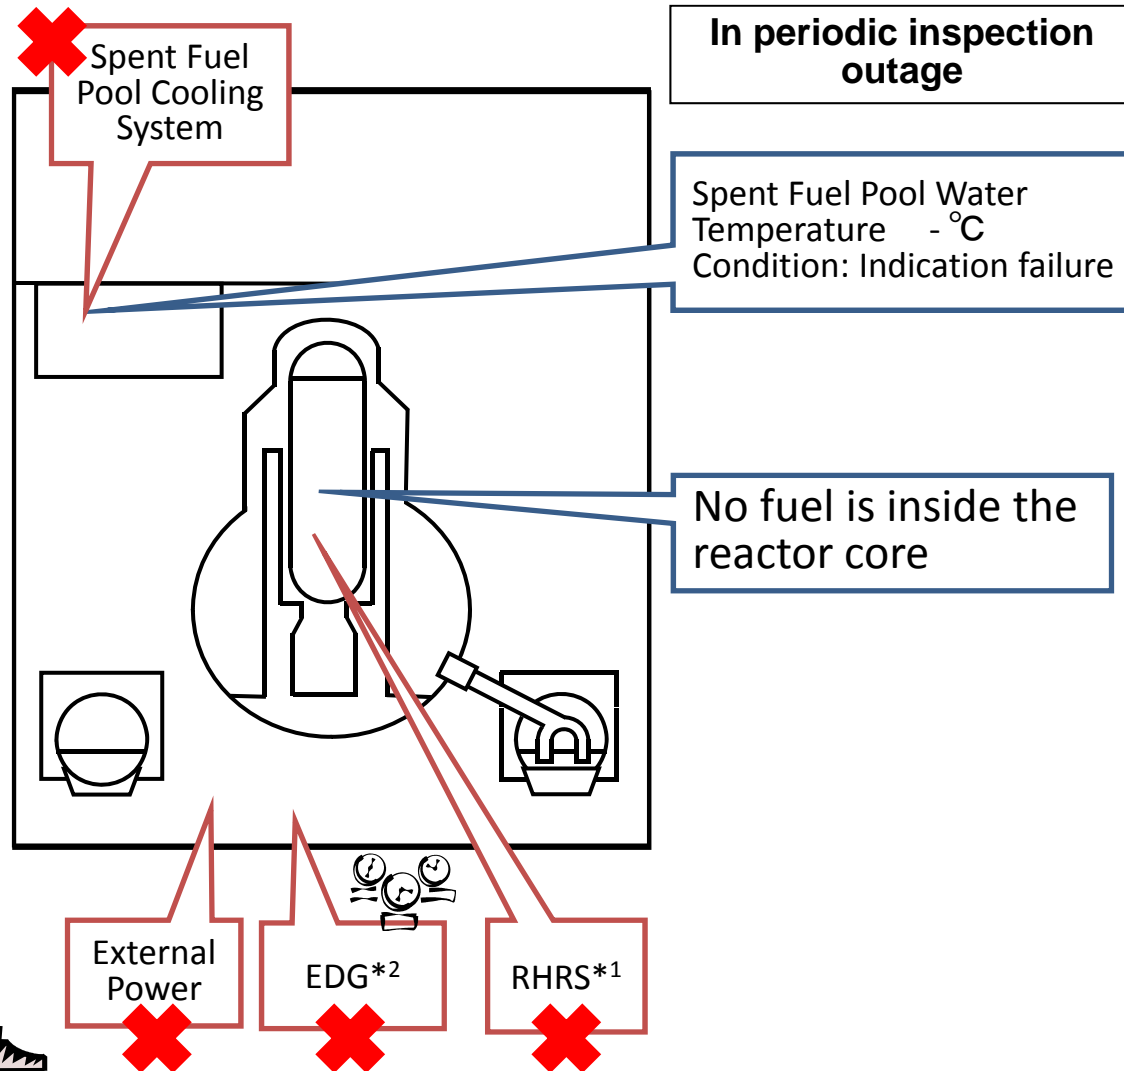 In periodic inspection
outage
Spent Fuel
Pool Cooling
System
Spent Fuel Pool Water
Temperature - ℃
Condition: Indication failure
No fuel is inside the
reactor core
External
Power
EDG*2
RHRS*1